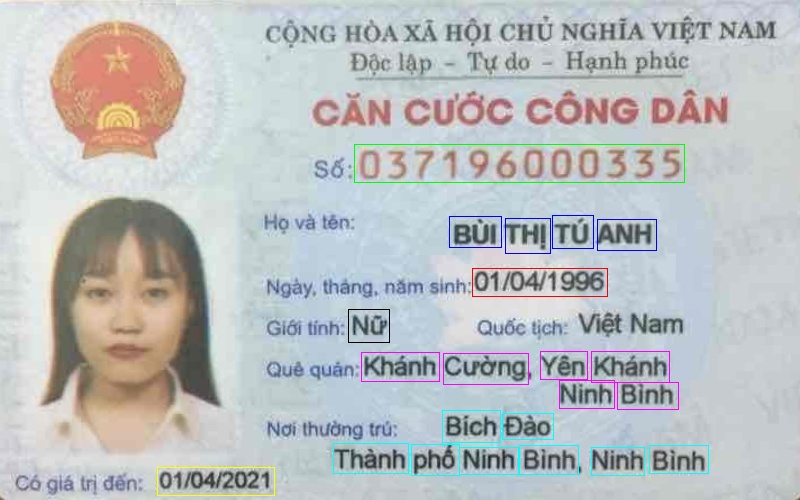 CỘNG HÒA XÃ HỘI CHỦ NGHĨA VIỆT NAM
Độc lập - Tự do - Hạnh phúc
CĂN CƯỚC CÔNG DÂN
Số: 037196000335
Họ và tên: BÙI THỊ TÚ ANH
Ngày, tháng, năm sinh: 01/04/1996
Giới tính: Nữ Quốc tịch: Việt Nam
Quê quán: Khánh Cường, Yên Khánh
Ninh Bình
Nơi thường trú: Bích Đào
Thành phố Ninh Bình, Ninh Bình
Có giá trị đến: 01/04/2021